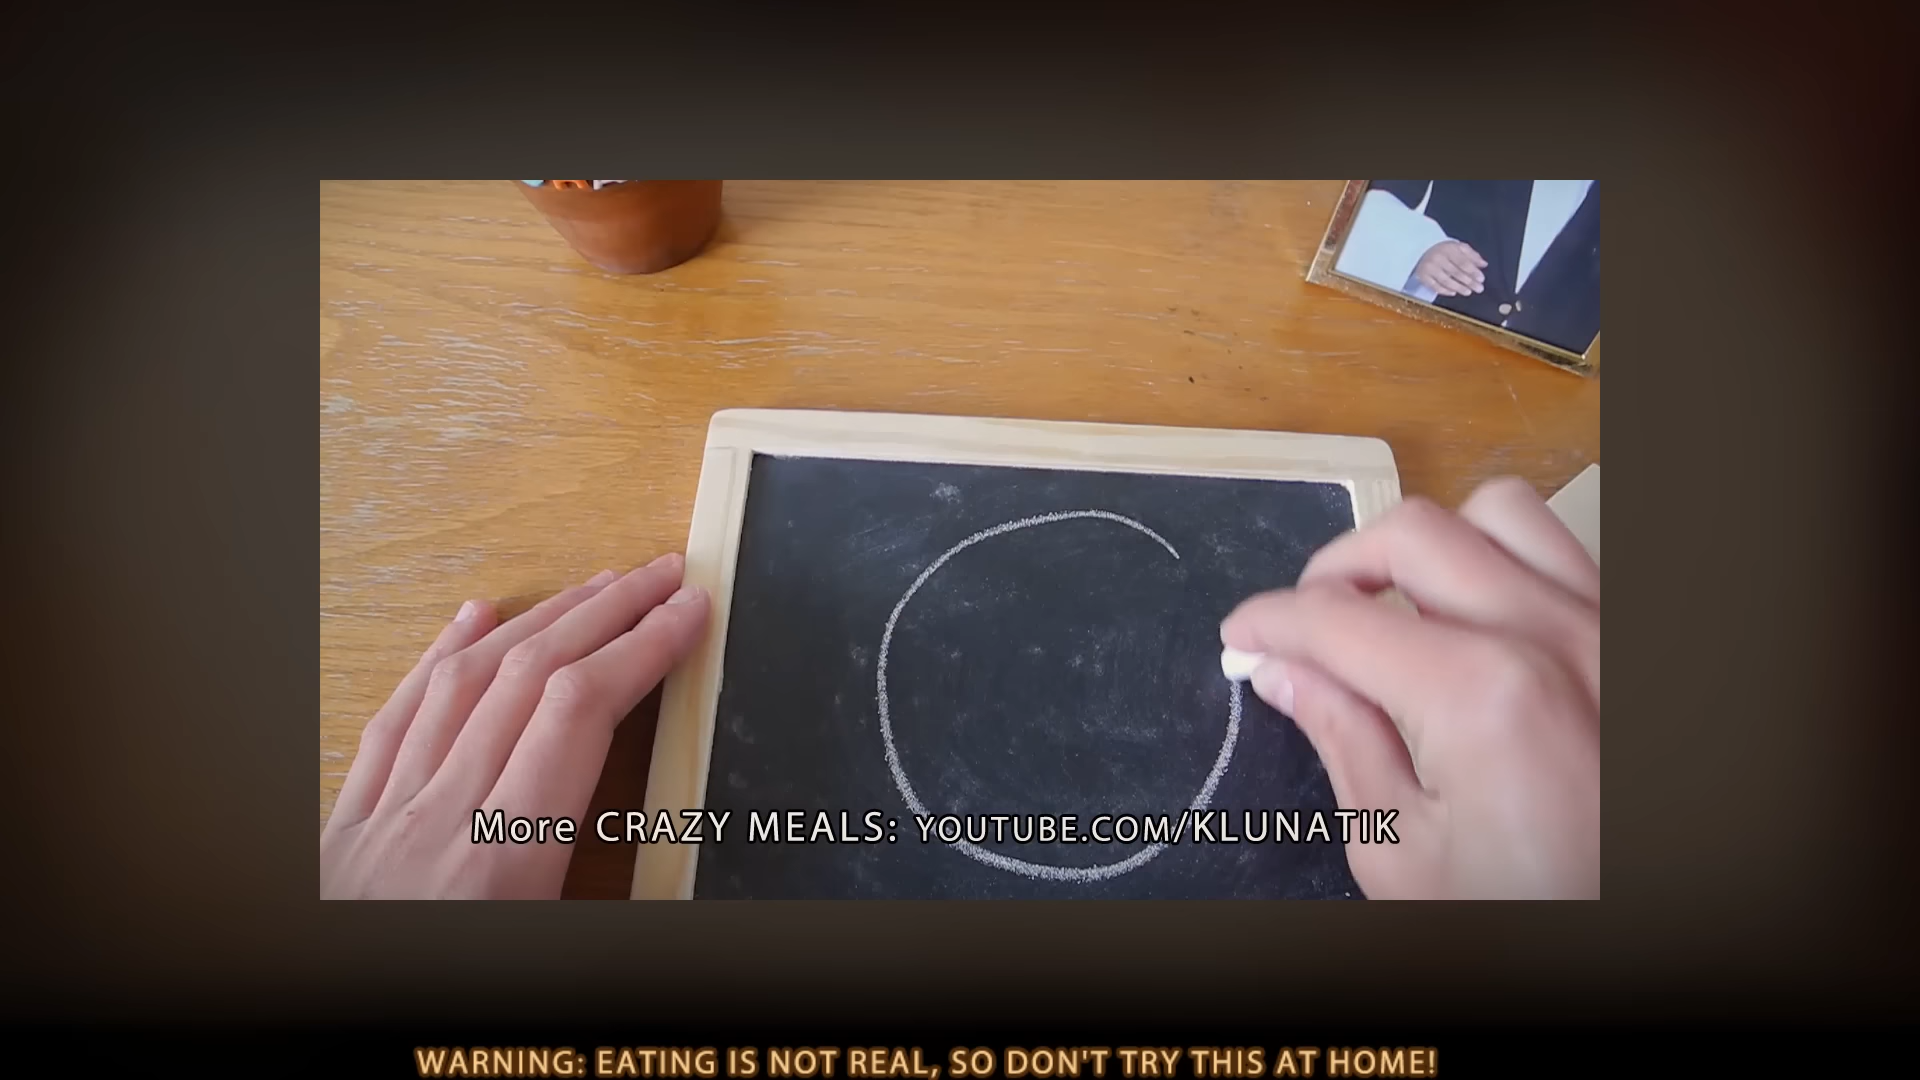 More CRAZY MEALS: YOUTUBE.COM/KLUNATIK
WARNING: EATING IS NOT REAL, SO DON'T TRY THIS AT HOME!